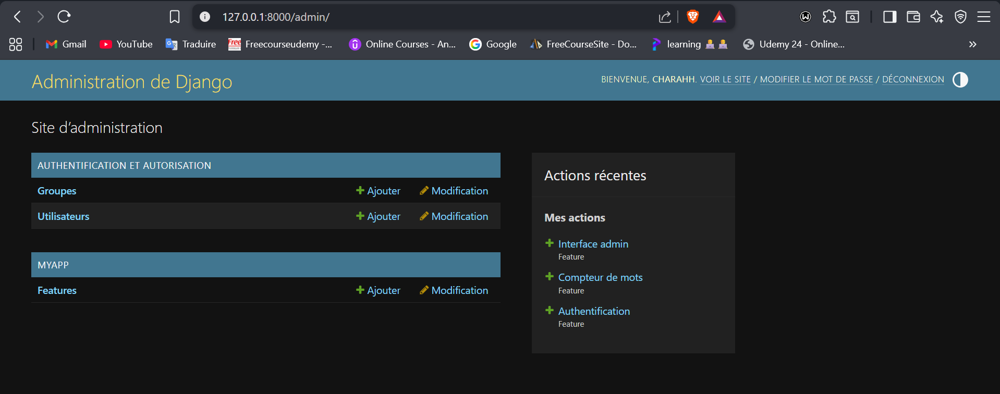 127.0.0.1:8000/admin/
Gmail
YouTube
Traduire
Freecourseudemy -...
Online Courses - An...
Google
FreeCourseSite - Do...
learning 🧑‍💻🧑‍💻
Udemy 24 - Online...
Administration de Django
BIENVENUE, CHARAHH. VOIR LE SITE / MODIFIER LE MOT DE PASSE / DÉCONNEXION
Site d’administration
AUTHENTIFICATION ET AUTORISATION
Groupes Ajouter Modification
Utilisateurs Ajouter Modification
MYAPP
Features Ajouter Modification
Actions récentes
Mes actions
Interface admin
Feature
Compteur de mots
Feature
Authentification
Feature